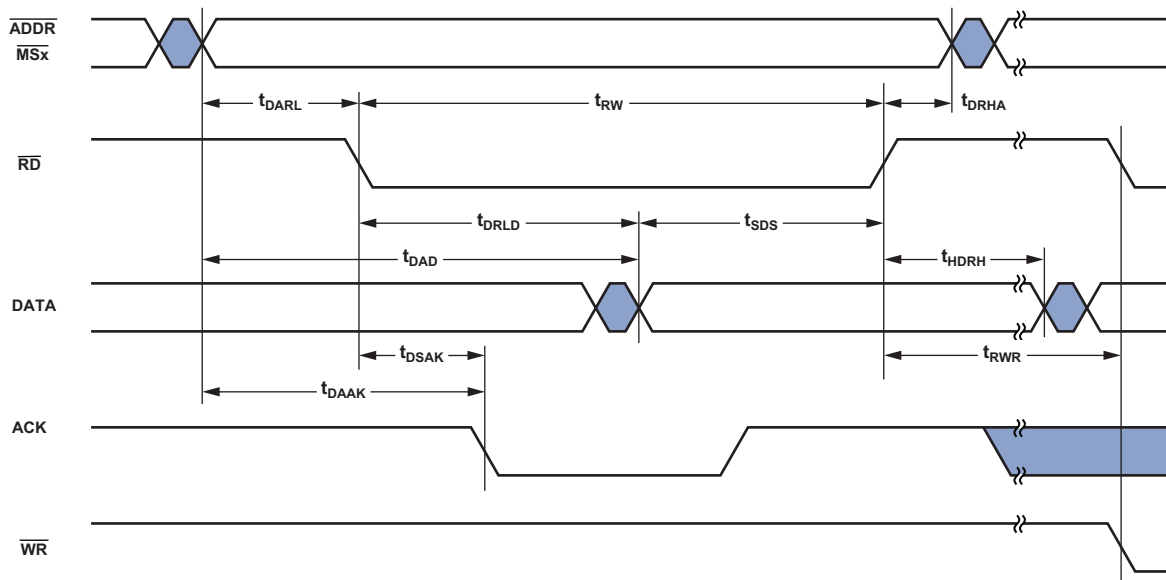 ADDR
MSx
tDARL
tRW
tDRHA
RD
tDRLD
tSDS
tDAD
tHDRH
DATA
tDSAK
tRWR
tDAAK
ACK
WR